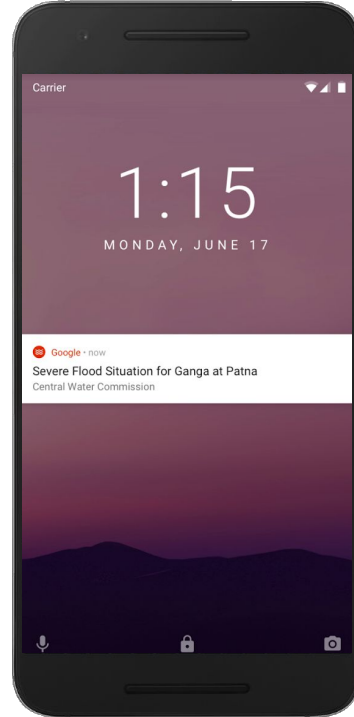 Carrier
1:15
MONDAY, JUNE 17
Google • now
Severe Flood Situation for Ganga at Patna
Central Water Commission